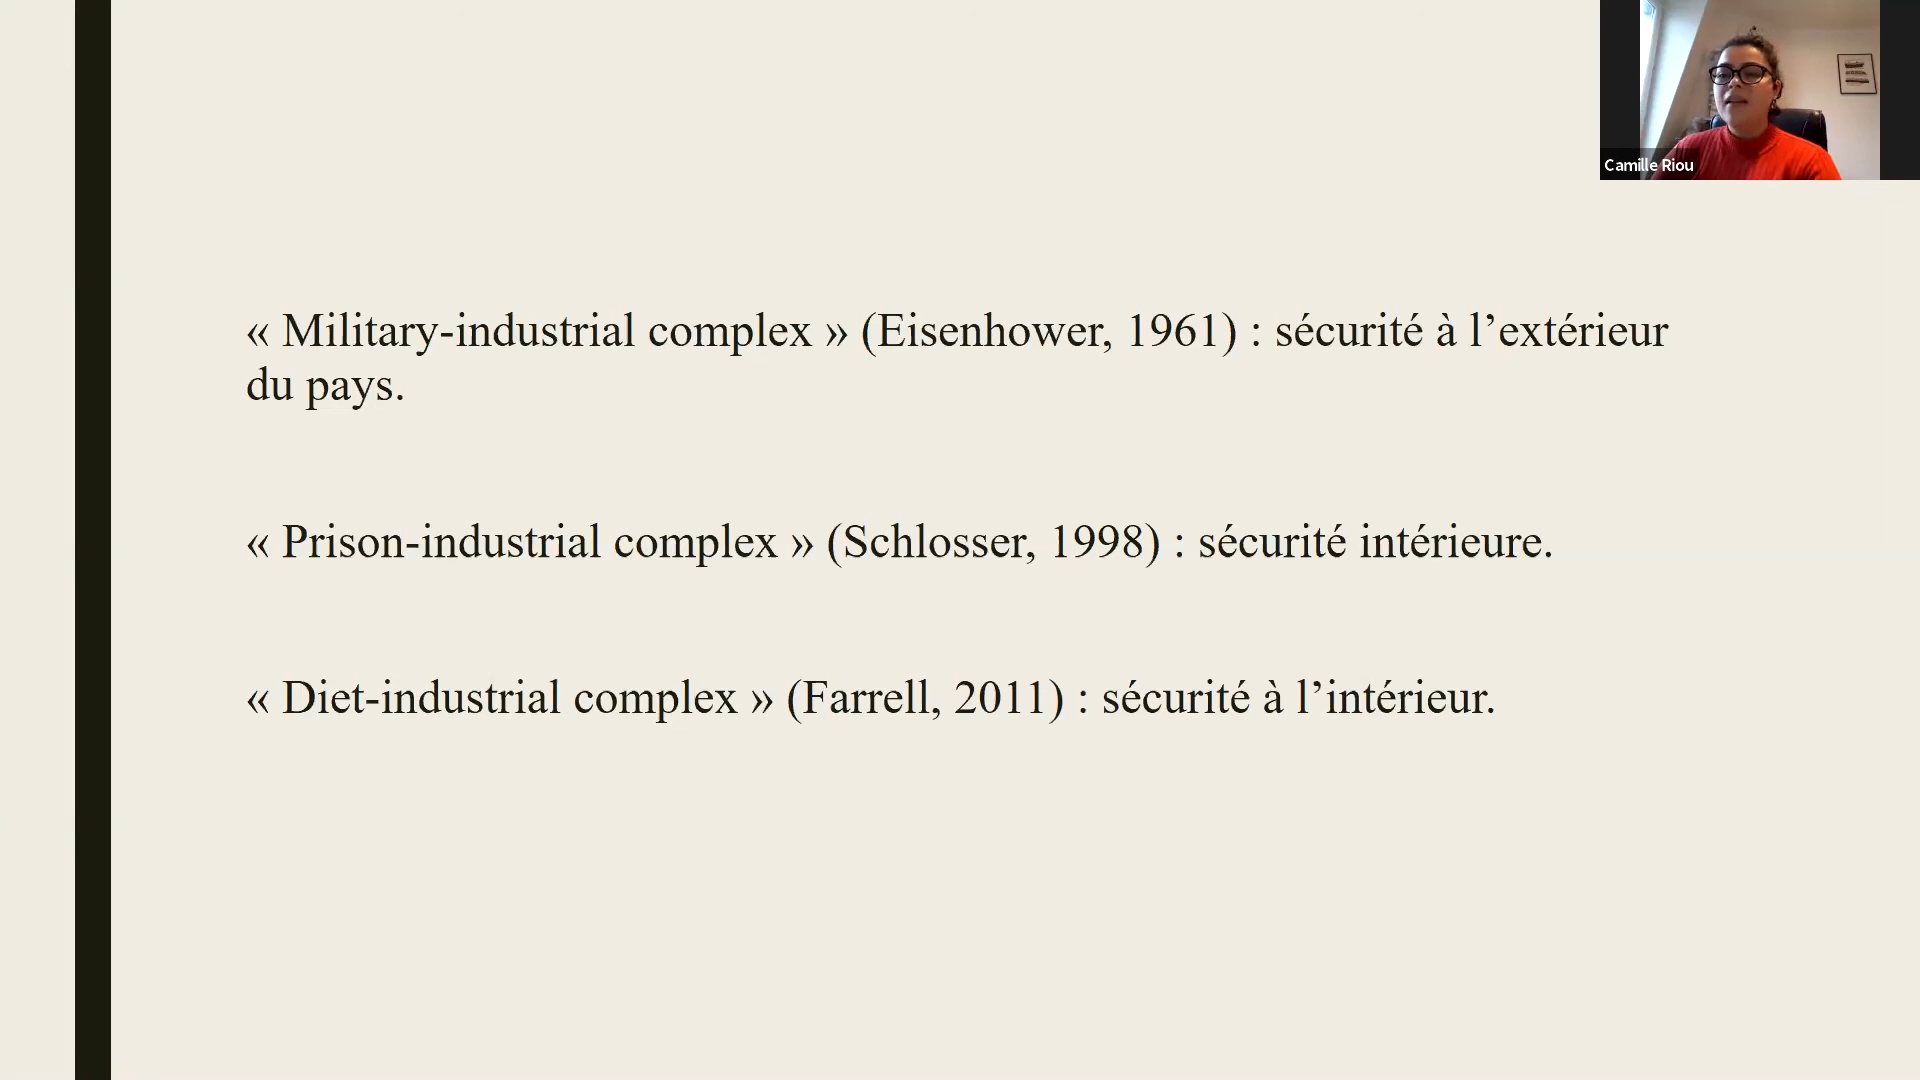 Camille Riou
« Military-industrial complex » (Eisenhower, 1961) : sécurité à l’extérieur
du pays.
« Prison-industrial complex » (Schlosser, 1998) : sécurité intérieure.
« Diet-industrial complex » (Farrell, 2011) : sécurité à l’intérieur.